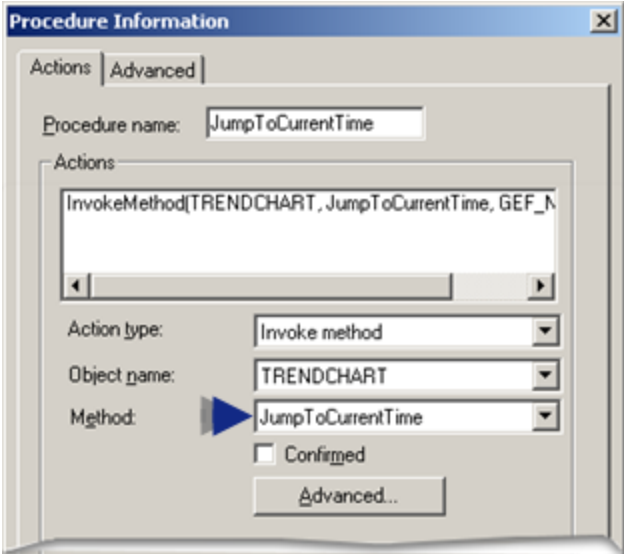 Procedure Information
Actions
Advanced
Procedure name:
JumpToCurrentTime
Actions
InvokeMethod(TRENDCHART, JumpToCurrentTime, GEF_N
Action type:
Invoke method
Object name:
TRENDCHART
Method:
JumpToCurrentTime
Confirmed
Advanced...